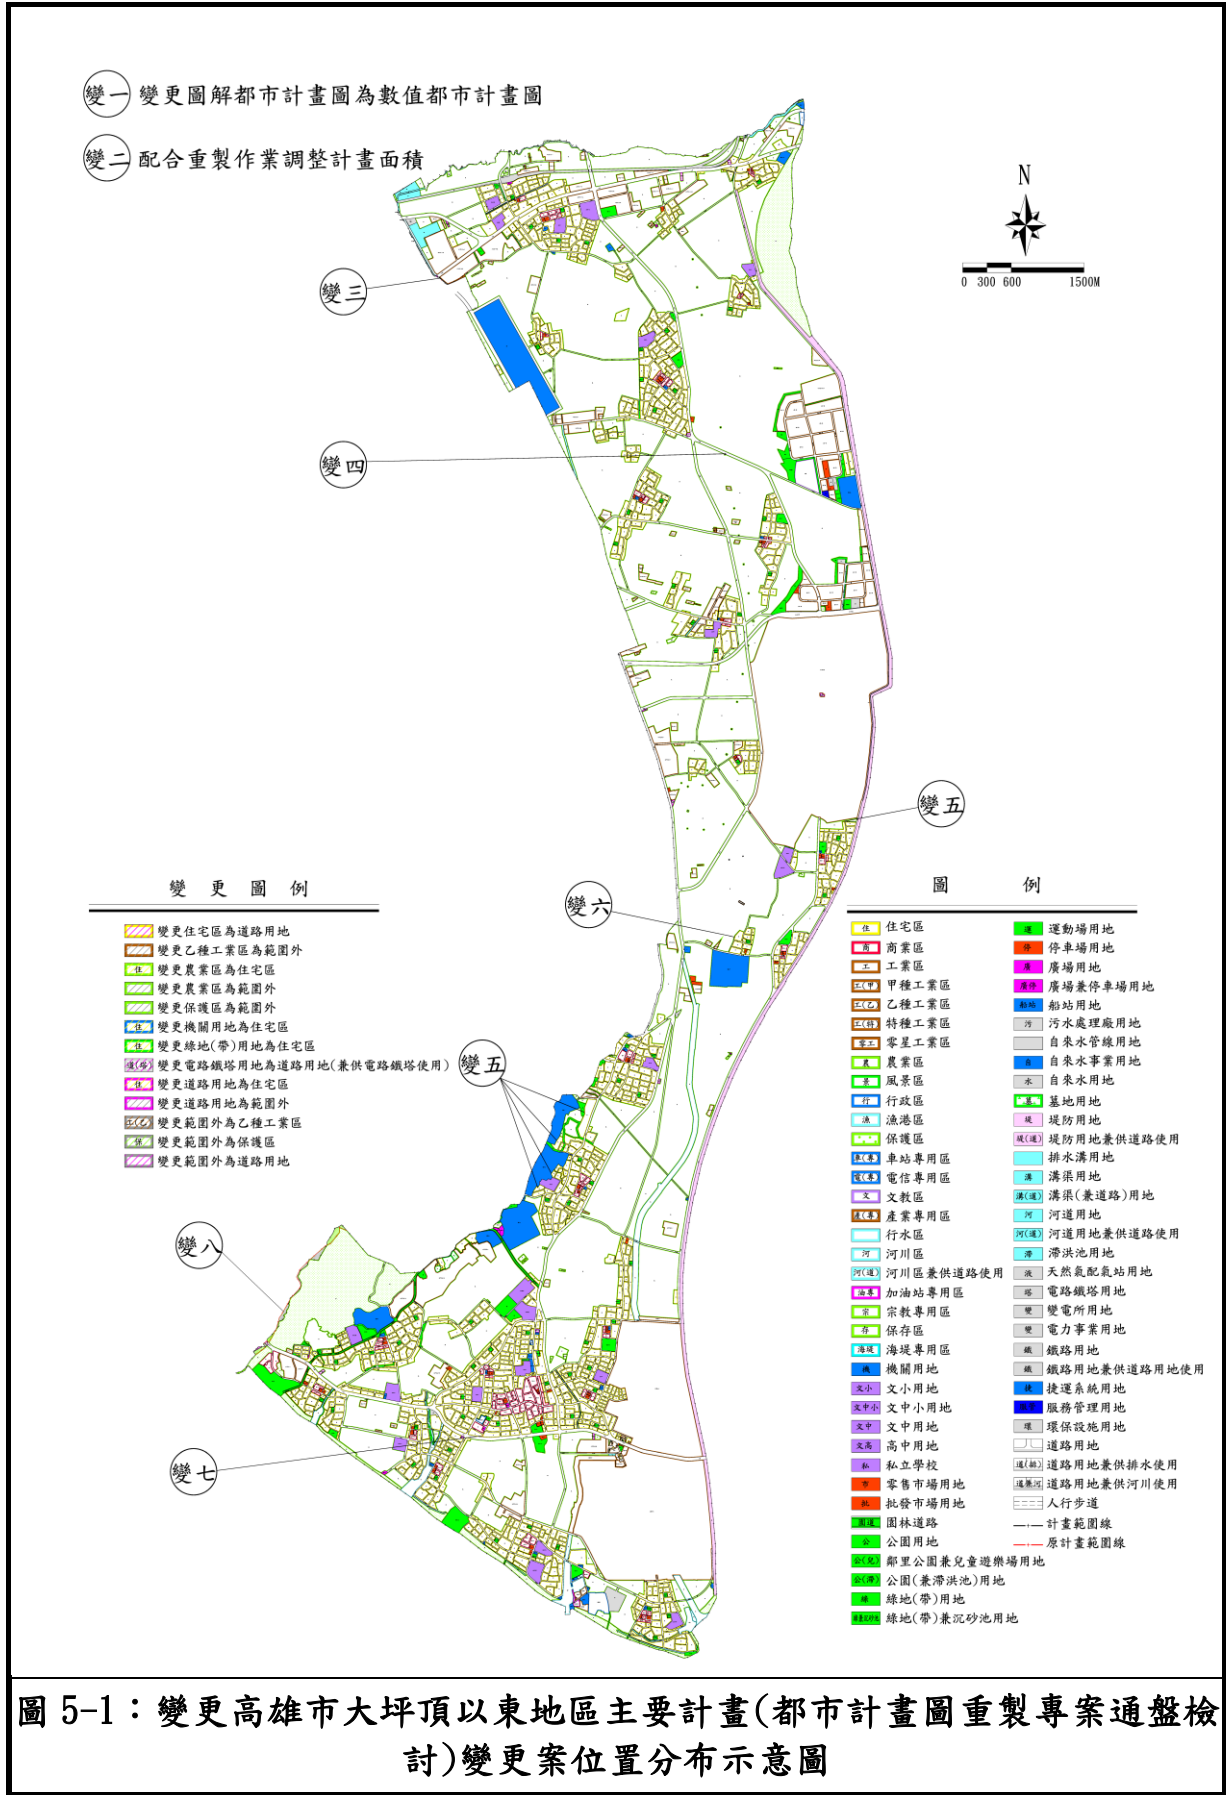 變一 變更圖解都市計畫圖為數值都市計畫圖
變二 配合重製作業調整計畫面積
N
0 300 600 1500M
變三
變四
變五
變六
變五
變八
變七
變更圖例
變更住宅區為道路用地
變更乙種工業區為範圍外
住 變更農業區為住宅區
變更農業區為範圍外
變更保護區為範圍外
住 變更機關用地為住宅區
住 變更綠地(帶)用地為住宅區
道(塔) 變更電路鐵塔用地為道路用地(兼供電路鐵塔使用)
住 變更道路用地為住宅區
變更道路用地為範圍外
工(乙) 變更範圍外為乙種工業區
保 變更範圍外為保護區
變更範圍外為道路用地
圖例
住 住宅區
商 商業區
工 工業區
工(甲) 甲種工業區
工(乙) 乙種工業區
工(特) 特種工業區
零工 零星工業區
農 農業區
景 風景區
行 行政區
漁 漁港區
保護區
車(專) 車站專用區
電(專) 電信專用區
文 文教區
產(專) 產業專用區
行水區
河 河川區
河(道) 河川區兼供道路使用
油專 加油站專用區
宗 宗教專用區
存 保存區
海堤 海堤專用區
機 機關用地
文小 文小用地
文中小 文中小用地
文中 文中用地
文高 高中用地
私 私立學校
市 零售市場用地
批 批發市場用地
園道 園林道路
公 公園用地
公(兒) 鄰里公園兼兒童遊樂場用地
公(滯) 公園(兼滯洪池)用地
綠 綠地(帶)用地
綠地(帶)兼沉砂池用地
運 運動場用地
停 停車場用地
廣 廣場用地
廣停 廣場兼停車場用地
船站 船站用地
污 污水處理廠用地
自來水管線用地
自 自來水事業用地
水 自來水用地
墓 墓地用地
堤 堤防用地
堤(道) 堤防用地兼供道路使用
排水溝用地
溝 溝渠用地
溝(道) 溝渠(兼道路)用地
河 河道用地
河(道) 河道用地兼供道路使用
滯 滯洪池用地
液 天然氣配氣站用地
塔 電路鐵塔用地
變 變電所用地
變 電力事業用地
鐵 鐵路用地
鐵 鐵路用地兼供道路用地使用
捷 捷運系統用地
服務管理用地
環 環保設施用地
道路用地
道(排) 道路用地兼供排水使用
道兼河 道路用地兼供河川使用
人行步道
計畫範圍線
原計畫範圍線
圖 5-1：變更高雄市大坪頂以東地區主要計畫(都市計畫圖重製專案通盤檢
討)變更案位置分布示意圖